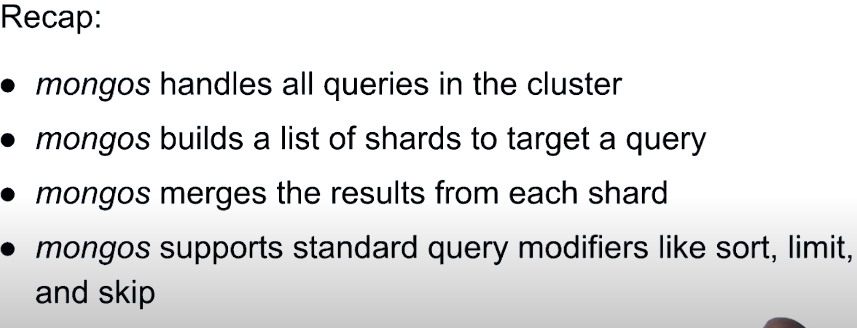 Recap:
● mongos handles all queries in the cluster
● mongos builds a list of shards to target a query
● mongos merges the results from each shard
● mongos supports standard query modifiers like sort, limit,
and skip